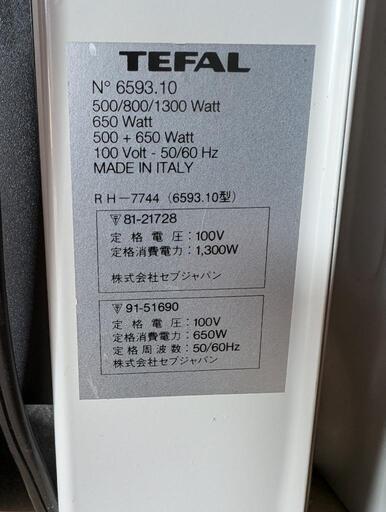 TEFAL
N° 6593.10
500/800/1300 Watt
650 Watt
500 + 650 Watt
100 Volt - 50/60 Hz
MADE IN ITALY
RH-7744 (6593.10型)
81-21728
定格電圧:100V
定格消費電力:1,300W
株式会社セブジャパン
91-51690
定格電圧:100V
定格消費電力:650W
定格周波数:50/60Hz
株式会社セブジャパン